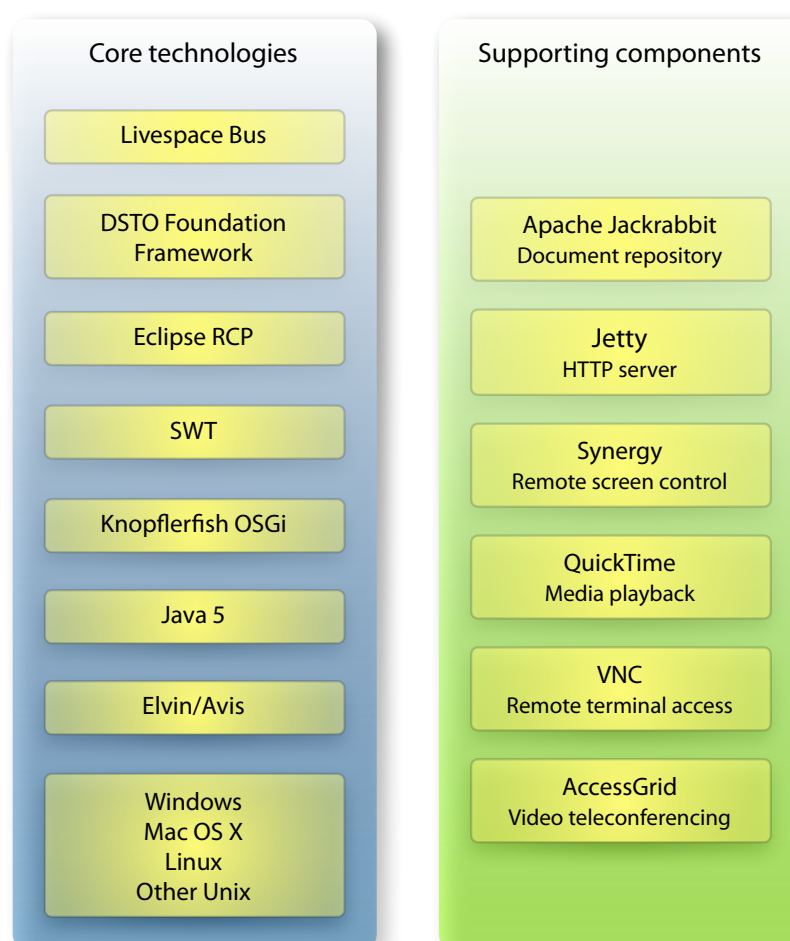 Core technologies
Livespace Bus
DSTO Foundation
Framework
Eclipse RCP
SWT
Knopflerfish OSGi
Java 5
Elvin/Avis
Windows
Mac OS X
Linux
Other Unix
Supporting components
Apache Jackrabbit
Document repository
Jetty
HTTP server
Synergy
Remote screen control
QuickTime
Media playback
VNC
Remote terminal access
AccessGrid
Video teleconferencing